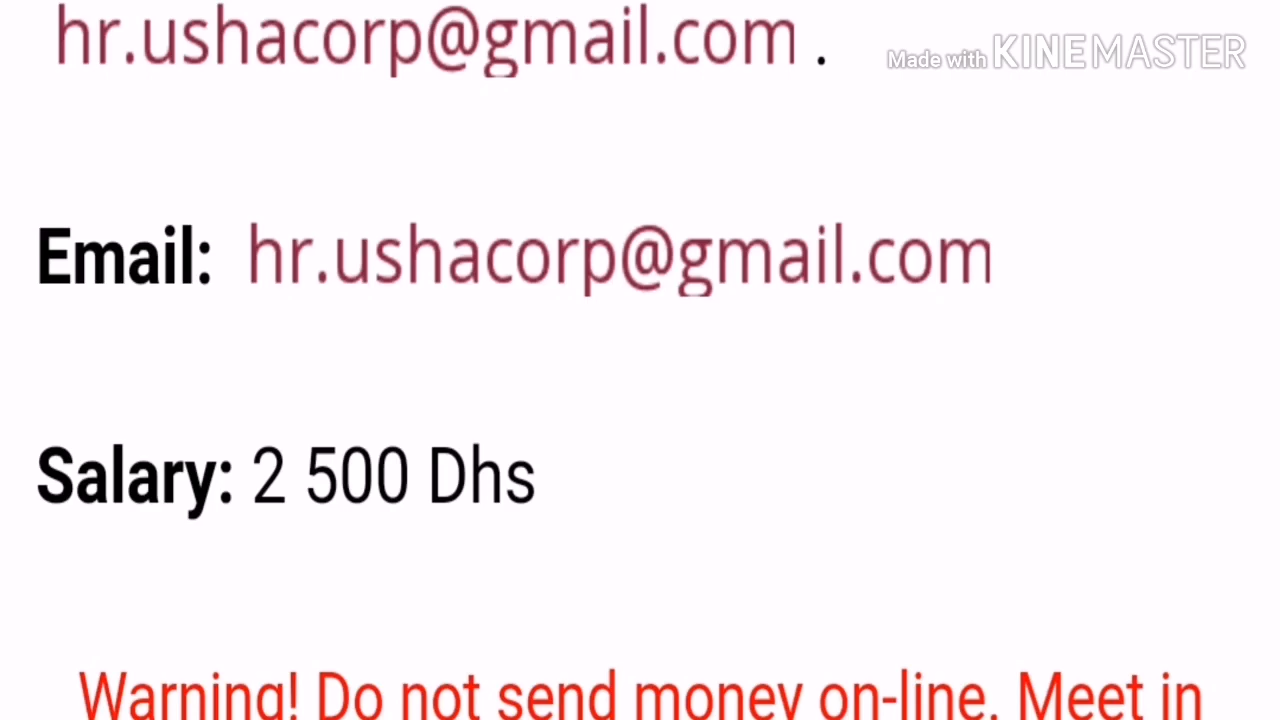 hr.ushacorp@gmail.com .
Made with KINEMASTER
Email: hr.ushacorp@gmail.com
Salary: 2 500 Dhs
Warning! Do not send money on-line. Meet in